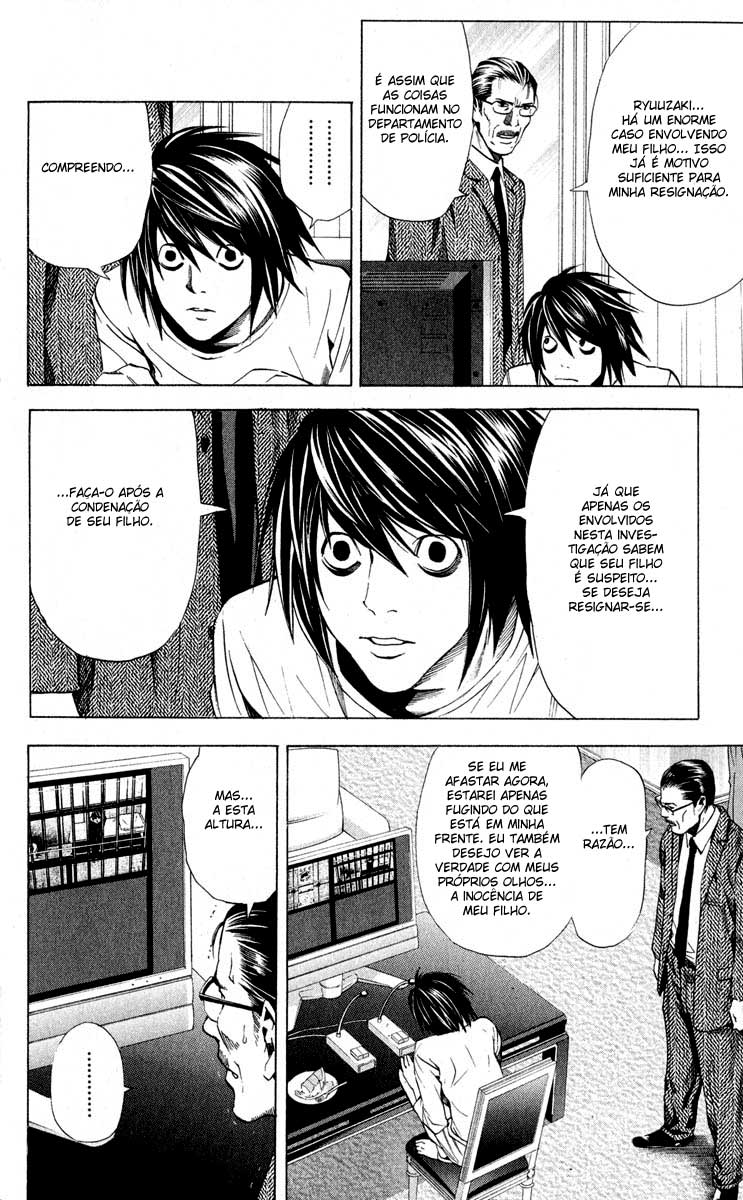 RYUUZAKI...
HÁ UM ENORME
CASO ENVOLVENDO
MEU FILHO... ISSO
JÁ É MOTIVO
SUFICIENTE PARA
MINHA RESIGNAÇÃO.
É ASSIM QUE
AS COISAS
FUNCIONAM NO
DEPARTAMENTO
DE POLÍCIA.
........
COMPREENDO...
JÁ QUE
APENAS OS
ENVOLVIDOS
NESTA INVES-
TIGAÇÃO SABEM
QUE SEU FILHO
É SUSPEITO...
SE DESEJA
RESIGNAR-SE...
...FAÇA-O APÓS A
CONDENAÇÃO
DE SEU FILHO.
...TEM
RAZÃO...
SE EU ME
AFASTAR AGORA,
ESTAREI APENAS
FUGINDO DO QUE
ESTÁ EM MINHA
FRENTE. EU TAMBÉM
DESEJO VER A
VERDADE COM MEUS
PRÓPRIOS OLHOS...
A INOCÊNCIA DE
MEU FILHO.
MAS...
A ESTA
ALTURA...
........